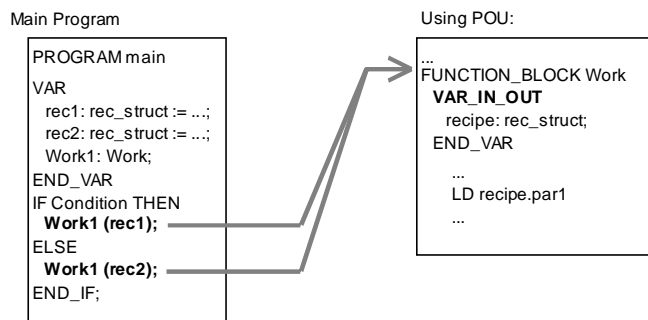 Main Program
PROGRAM main
VAR
rec1: rec_struct := ...;
rec2: rec_struct := ...;
Work1: Work;
END_VAR
IF Condition THEN
Work1 (rec1);
ELSE
Work1 (rec2);
END_IF;
Using POU:
...
FUNCTION_BLOCK Work
VAR_IN_OUT
recipe: rec_struct;
END_VAR
...
LD recipe.par1
...